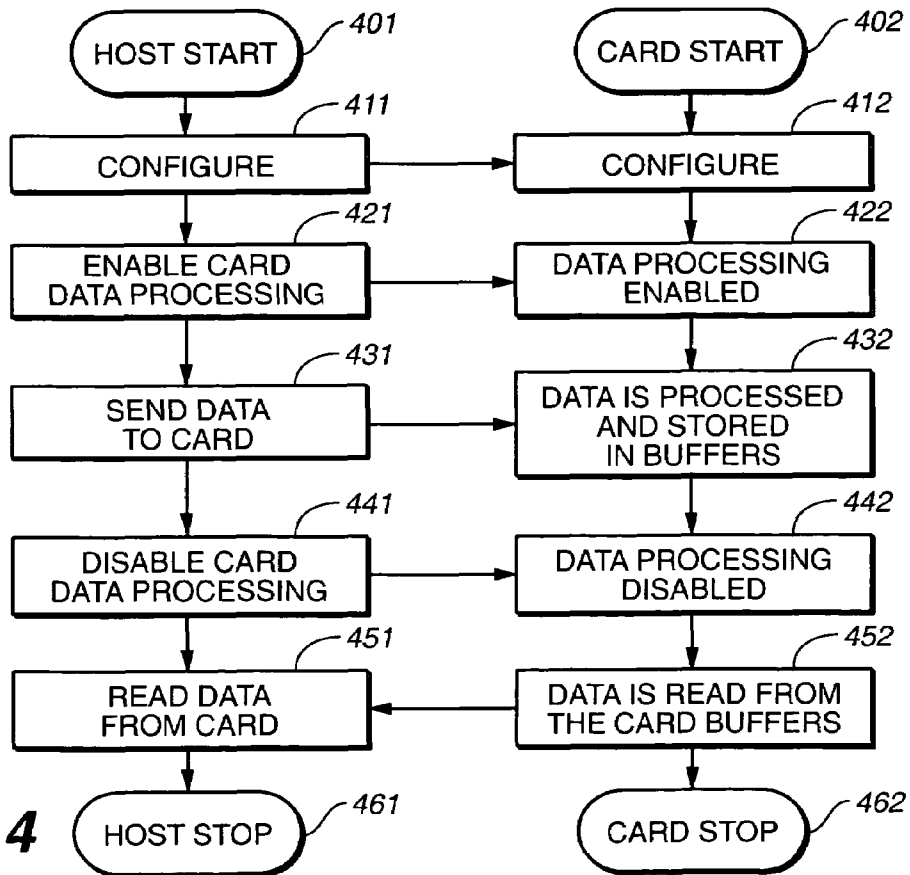 HOST START
401
CARD START
402
411
412
CONFIGURE
CONFIGURE
421
422
ENABLE CARD
DATA PROCESSING
DATA PROCESSING
ENABLED
431
432
SEND DATA
TO CARD
DATA IS PROCESSED
AND STORED
IN BUFFERS
441
442
DISABLE CARD
DATA PROCESSING
DATA PROCESSING
DISABLED
451
452
READ DATA
FROM CARD
DATA IS READ FROM
THE CARD BUFFERS
4
HOST STOP
461
CARD STOP
462